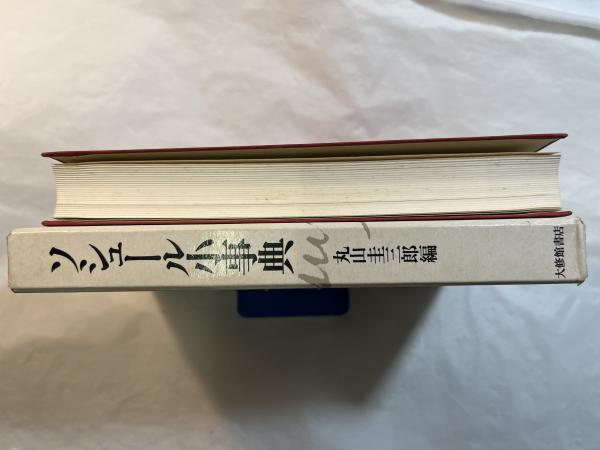 ソシュール小事典
丸山圭三郎編
大修館書店